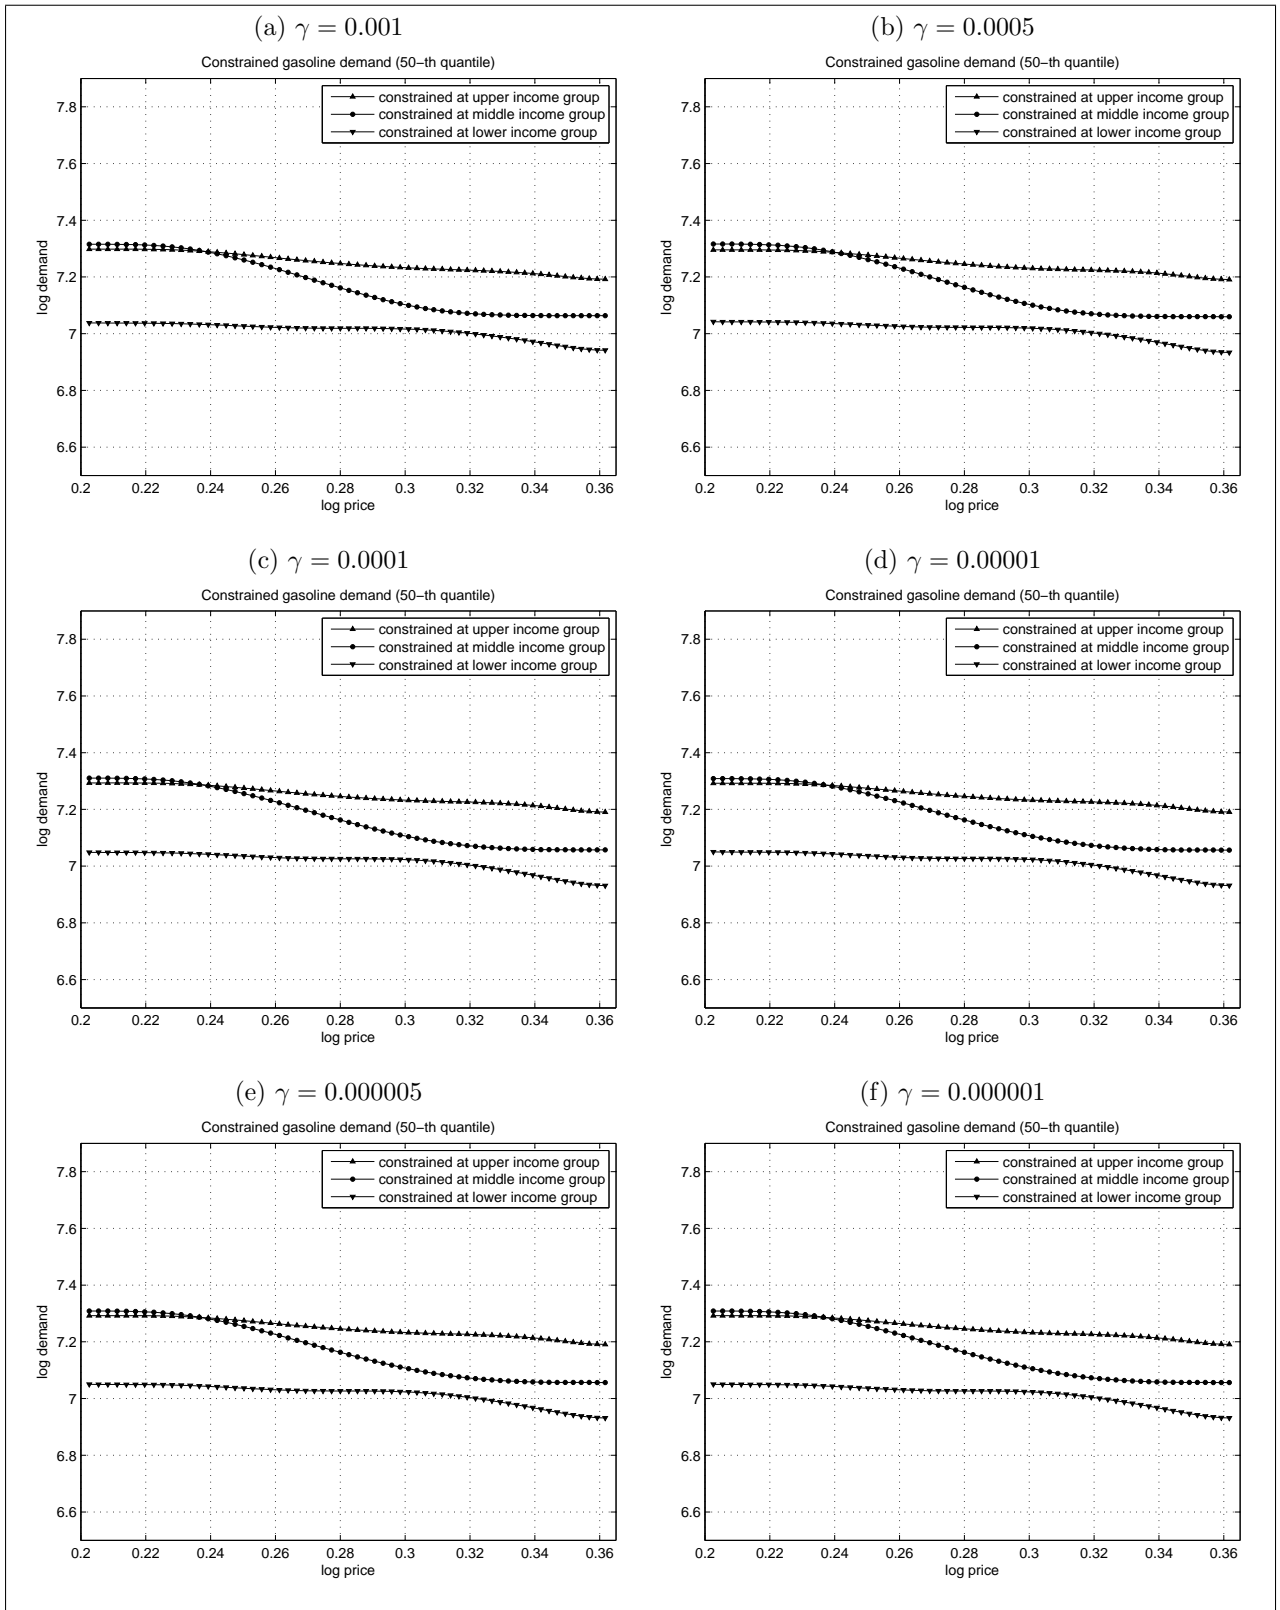 (a) γ = 0.001
Constrained gasoline demand (50−th quantile)
constrained at upper income group
constrained at middle income group
constrained at lower income group
7.8
7.6
7.4
7.2
7
6.8
6.6
log demand
0.2 0.22 0.24 0.26 0.28 0.3 0.32 0.34 0.36
log price
(b) γ = 0.0005
Constrained gasoline demand (50−th quantile)
constrained at upper income group
constrained at middle income group
constrained at lower income group
7.8
7.6
7.4
7.2
7
6.8
6.6
log demand
0.2 0.22 0.24 0.26 0.28 0.3 0.32 0.34 0.36
log price
(c) γ = 0.0001
Constrained gasoline demand (50−th quantile)
constrained at upper income group
constrained at middle income group
constrained at lower income group
7.8
7.6
7.4
7.2
7
6.8
6.6
log demand
0.2 0.22 0.24 0.26 0.28 0.3 0.32 0.34 0.36
log price
(d) γ = 0.00001
Constrained gasoline demand (50−th quantile)
constrained at upper income group
constrained at middle income group
constrained at lower income group
7.8
7.6
7.4
7.2
7
6.8
6.6
log demand
0.2 0.22 0.24 0.26 0.28 0.3 0.32 0.34 0.36
log price
(e) γ = 0.000005
Constrained gasoline demand (50−th quantile)
constrained at upper income group
constrained at middle income group
constrained at lower income group
7.8
7.6
7.4
7.2
7
6.8
6.6
log demand
0.2 0.22 0.24 0.26 0.28 0.3 0.32 0.34 0.36
log price
(f) γ = 0.000001
Constrained gasoline demand (50−th quantile)
constrained at upper income group
constrained at middle income group
constrained at lower income group
7.8
7.6
7.4
7.2
7
6.8
6.6
log demand
0.2 0.22 0.24 0.26 0.28 0.3 0.32 0.34 0.36
log price